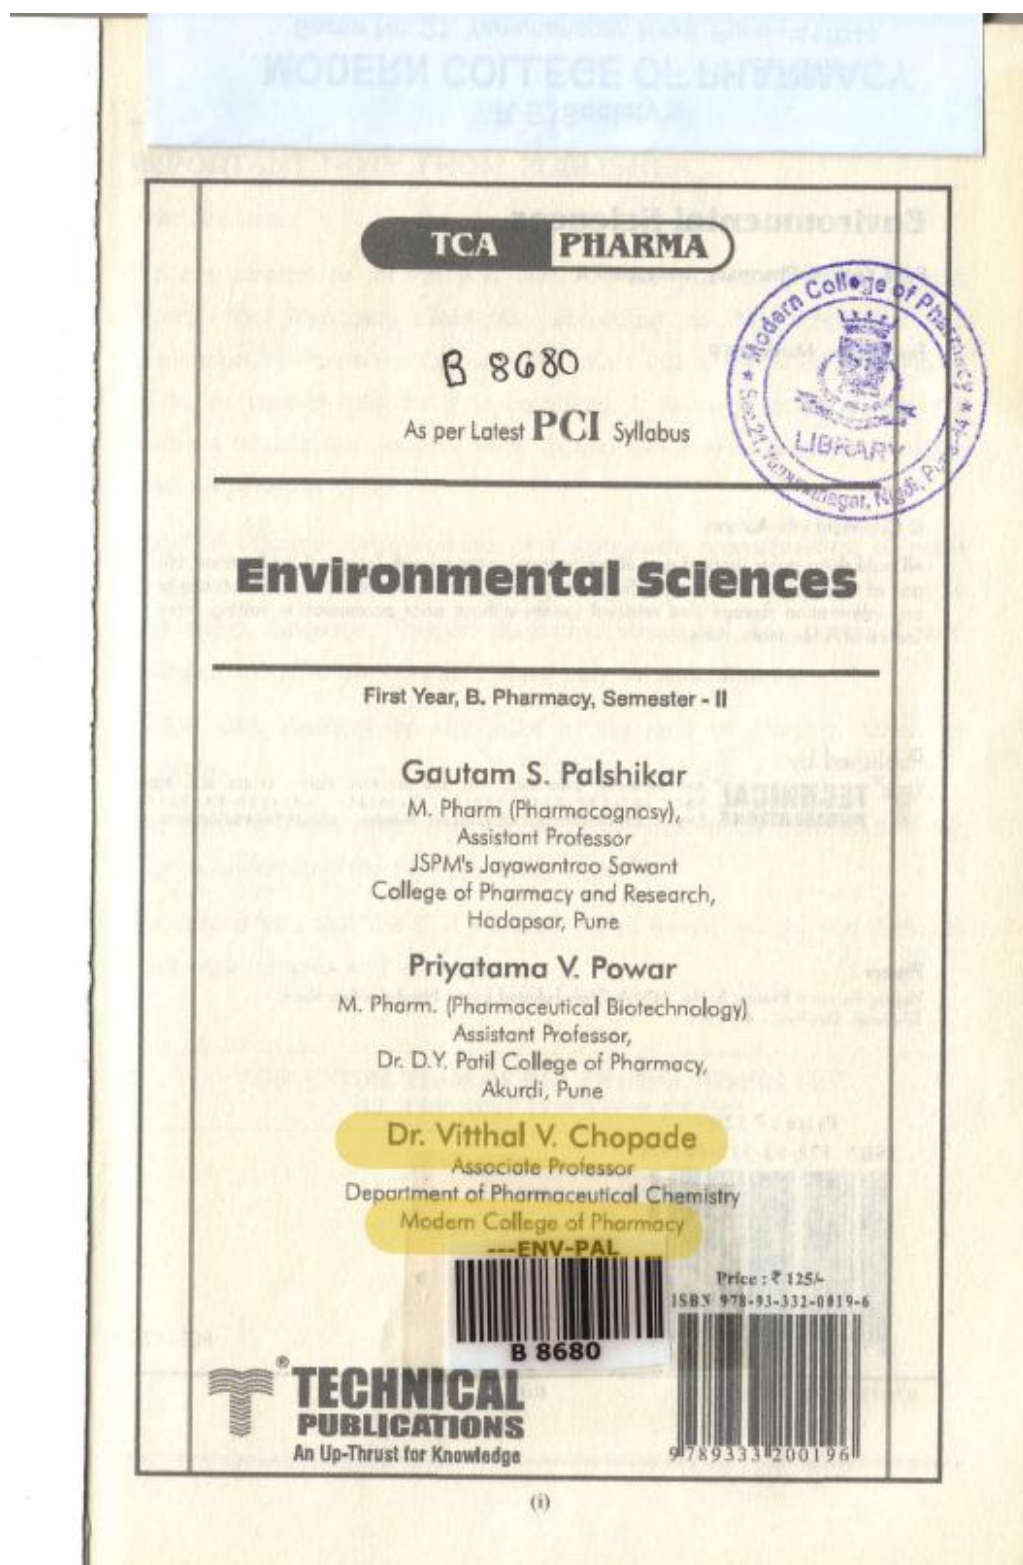 MODERN COLLEGE OF PHARMACY
TCA PHARMA
Modern College of Pharmacy
LIBRARY
B 8680
As per Latest PCI Syllabus
Environmental Sciences
First Year, B. Pharmacy, Semester - II
Gautam S. Palshikar
M. Pharm (Pharmacognosy),
Assistant Professor
JSPM's Jayawantrao Sawant
College of Pharmacy and Research,
Hadapsar, Pune
Priyatama V. Powar
M. Pharm. (Pharmaceutical Biotechnology)
Assistant Professor,
Dr. D.Y. Patil College of Pharmacy,
Akurdi, Pune
Dr. Vitthal V. Chopade
Associate Professor
Department of Pharmaceutical Chemistry
Modern College of Pharmacy
---ENV-PAL
B 8680
Price : ₹ 125/-
ISBN 978-93-332-0019-6
9 789333 200196
® TECHNICAL
PUBLICATIONS
An Up-Thrust for Knowledge
(i)